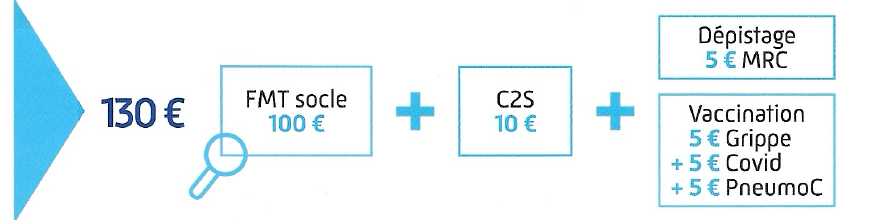 130 €
FMT socle
100 €
+
C2S
10 €
+
Dépistage
5 € MRC
Vaccination
5 € Grippe
+ 5 € Covid
+ 5 € PneumoC